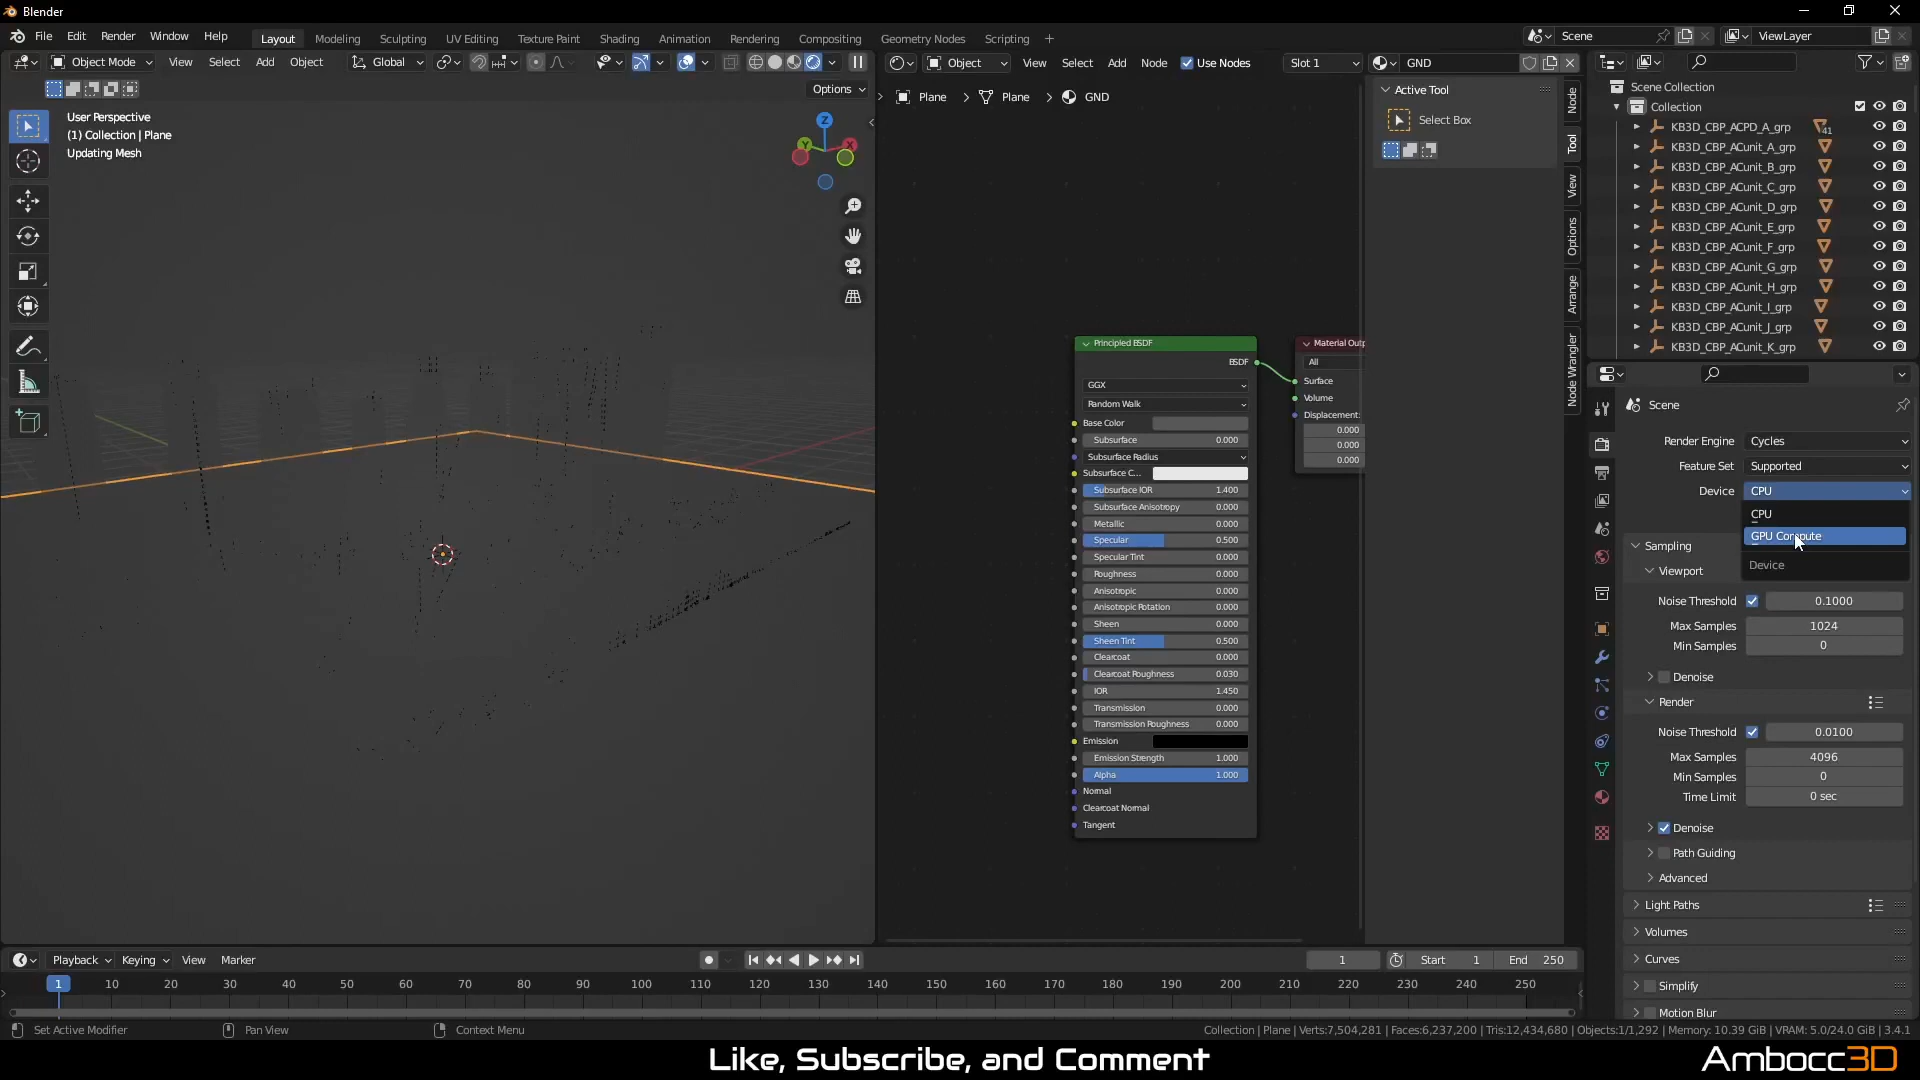 Blender
File Edit Render Window Help
Layout Modeling Sculpting UV Editing Texture Paint Shading Animation Rendering Compositing Geometry Nodes Scripting +
Scene
ViewLayer
Object Mode View Select Add Object Global
Options
User Perspective
(1) Collection | Plane
Updating Mesh
Z
Y
X
Object View Select Add Node Use Nodes Slot 1 GND
Plane > Plane > GND
Active Tool
Select Box
Node
Tool
View
Options
Arrange
Node Wrangler
Principled BSDF
BSDF
GGX
Random Walk
Base Color
Subsurface 0.000
Subsurface Radius
Subsurface C...
Subsurface IOR 1.400
Subsurface Anisotropy 0.000
Metallic 0.000
Specular 0.500
Specular Tint 0.000
Roughness 0.000
Anisotropic 0.000
Anisotropic Rotation 0.000
Sheen 0.000
Sheen Tint 0.500
Clearcoat 0.000
Clearcoat Roughness 0.030
IOR 1.450
Transmission 0.000
Transmission Roughness 0.000
Emission
Emission Strength 1.000
Alpha 1.000
Normal
Clearcoat Normal
Tangent
Material Outp
All
Surface
Volume
Displacement:
0.000
0.000
0.000
Scene Collection
Collection
KB3D_CBP_ACPD_A_grp 41
KB3D_CBP_ACunit_A_grp
KB3D_CBP_ACunit_B_grp
KB3D_CBP_ACunit_C_grp
KB3D_CBP_ACunit_D_grp
KB3D_CBP_ACunit_E_grp
KB3D_CBP_ACunit_F_grp
KB3D_CBP_ACunit_G_grp
KB3D_CBP_ACunit_H_grp
KB3D_CBP_ACunit_I_grp
KB3D_CBP_ACunit_J_grp
KB3D_CBP_ACunit_K_grp
Scene
Render Engine Cycles
Feature Set Supported
Device CPU
CPU
GPU Compute
Device
Sampling
Viewport
Noise Threshold 0.1000
Max Samples 1024
Min Samples 0
Denoise
Render
Noise Threshold 0.0100
Max Samples 4096
Min Samples 0
Time Limit 0 sec
Denoise
Path Guiding
Advanced
Light Paths
Volumes
Curves
Simplify
Motion Blur
Playback Keying View Marker
1
Start 1 End 250
1 10 20 30 40 50 60 70 80 90 100 110 120 130 140 150 160 170 180 190 200 210 220 230 240 250
Set Active Modifier Pan View Context Menu
Collection | Plane | Verts:7,504,281 | Faces:6,237,200 | Tris:12,434,680 | Objects:1/1,292 | Memory: 10.39 GiB | VRAM: 5.0/24.0 GiB | 3.4.1
Like, Subscribe, and Comment
Ambocc3D